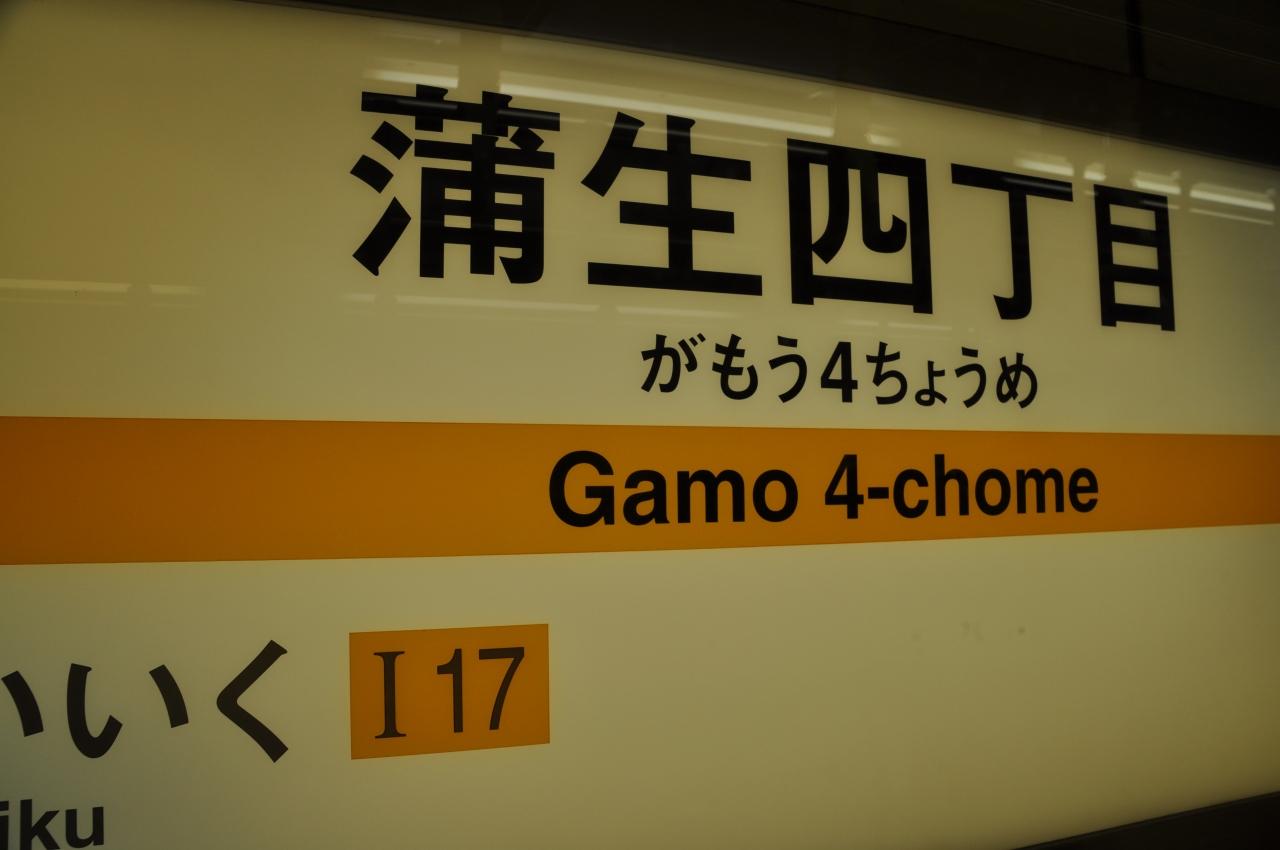 蒲生四丁目
がもう4ちょうめ
Gamo 4-chome
いく I 17
iku